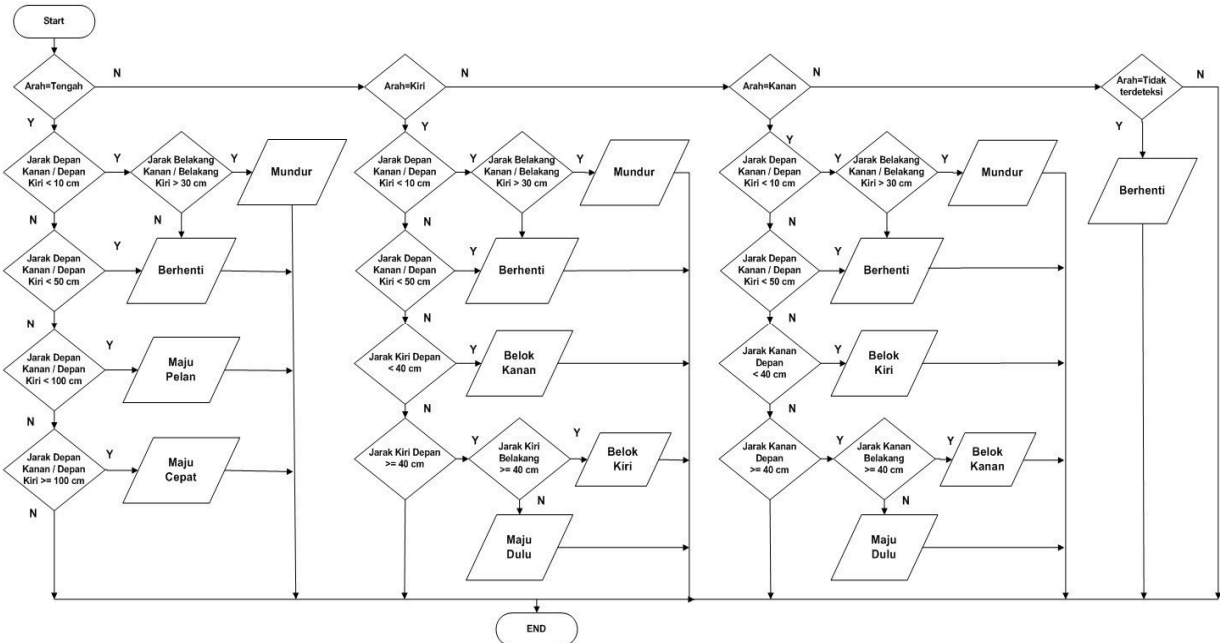 Start
Arah=Tengah
N
Arah=Kiri
N
Arah=Kanan
N
Arah=Tidak
terdeteksi
N
Y
Y
Y
Y
Jarak Depan
Kanan / Depan
Kiri < 10 cm
Y
Jarak Belakang
Kanan / Belakang
Kiri > 30 cm
Y
Mundur
Jarak Depan
Kanan / Depan
Kiri < 10 cm
Y
Jarak Belakang
Kanan / Belakang
Kiri > 30 cm
Y
Mundur
Jarak Depan
Kanan / Depan
Kiri < 10 cm
Y
Jarak Belakang
Kanan / Belakang
Kiri > 30 cm
Y
Mundur
Berhenti
N
N
N
N
N
N
Jarak Depan
Kanan / Depan
Kiri < 50 cm
Y
Berhenti
Jarak Depan
Kanan / Depan
Kiri < 50 cm
Y
Berhenti
Jarak Depan
Kanan / Depan
Kiri < 50 cm
Y
Berhenti
N
N
N
Jarak Depan
Kanan / Depan
Kiri < 100 cm
Y
Maju
Pelan
Jarak Kiri Depan
< 40 cm
Y
Belok
Kanan
Jarak Kanan
Depan
< 40 cm
Y
Belok
Kiri
N
N
N
Jarak Depan
Kanan / Depan
Kiri >= 100 cm
Y
Maju
Cepat
Jarak Kiri Depan
>= 40 cm
Y
Jarak Kiri
Belakang
>= 40 cm
Y
Belok
Kiri
Jarak Kanan
Depan
>= 40 cm
Y
Jarak Kanan
Belakang
>= 40 cm
Y
Belok
Kanan
N
N
N
Maju
Dulu
Maju
Dulu
END